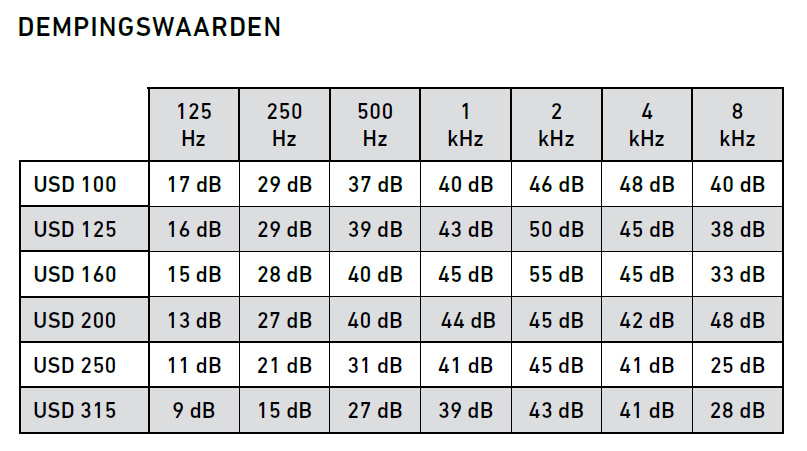 DEMPINGSWAARDEN
125 Hz 250 Hz 500 Hz 1 kHz 2 kHz 4 kHz 8 kHz
USD 100 17 dB 29 dB 37 dB 40 dB 46 dB 48 dB 40 dB
USD 125 16 dB 29 dB 39 dB 43 dB 50 dB 45 dB 38 dB
USD 160 15 dB 28 dB 40 dB 45 dB 55 dB 45 dB 33 dB
USD 200 13 dB 27 dB 40 dB 44 dB 45 dB 42 dB 48 dB
USD 250 11 dB 21 dB 31 dB 41 dB 45 dB 41 dB 25 dB
USD 315 9 dB 15 dB 27 dB 39 dB 43 dB 41 dB 28 dB